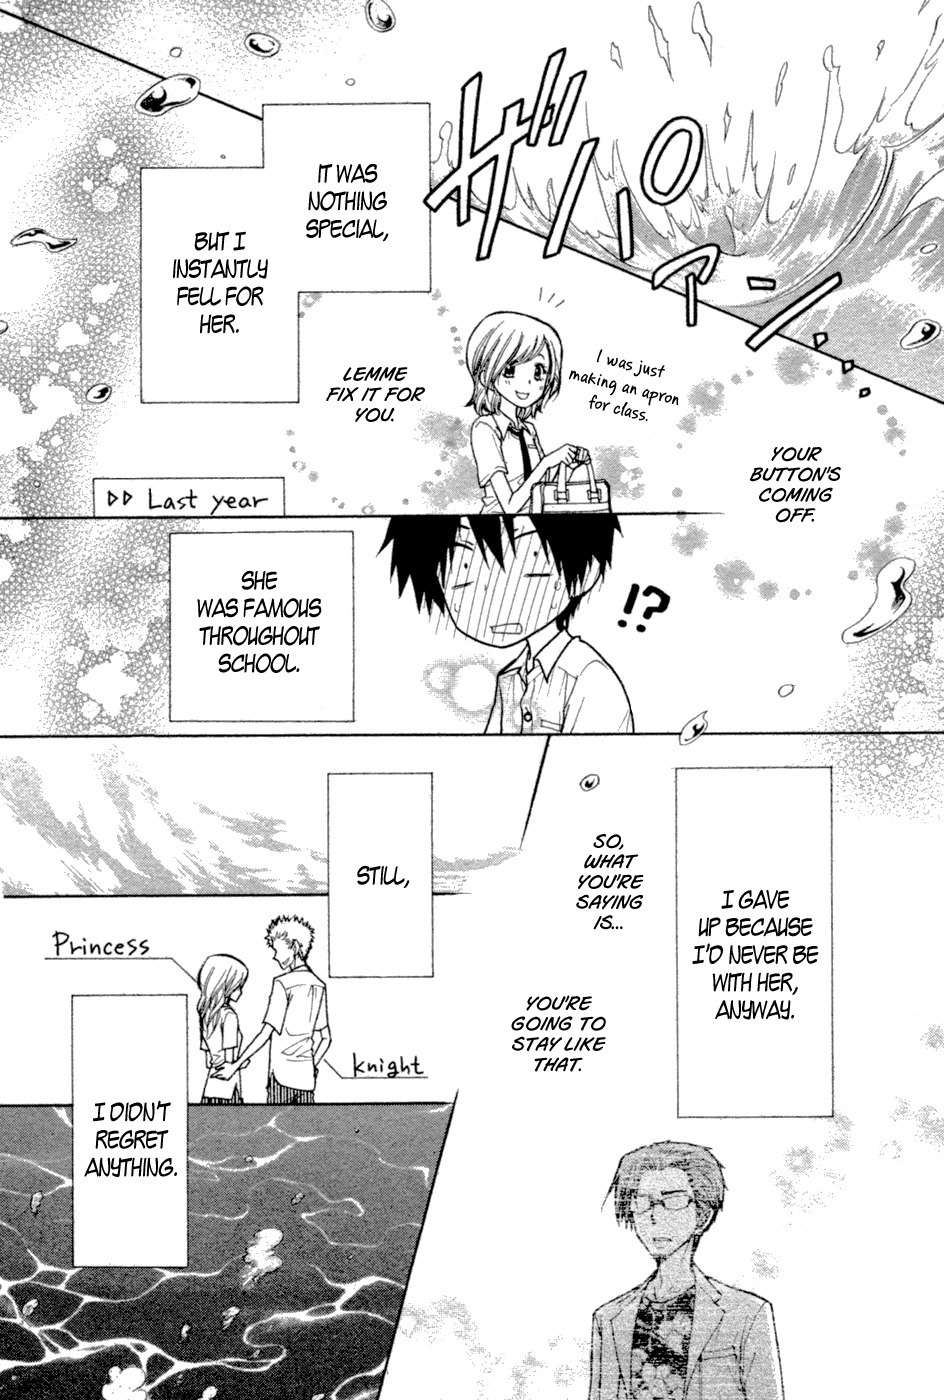 ザバアン
IT WAS
NOTHING
SPECIAL,
BUT I
INSTANTLY
FELL FOR
HER.
YOUR
BUTTON'S
COMING
OFF.
I was just
making an apron
for class.
LEMME
FIX IT FOR
YOU.
▷▷ Last year
SHE
WAS FAMOUS
THROUGHOUT
SCHOOL.
!?
I GAVE
UP BECAUSE
I'D NEVER BE
WITH HER,
ANYWAY.
SO,
WHAT
YOU'RE
SAYING
IS...
YOU'RE
GOING TO
STAY LIKE
THAT.
STILL,
Princess
knight
I DIDN'T
REGRET
ANYTHING.